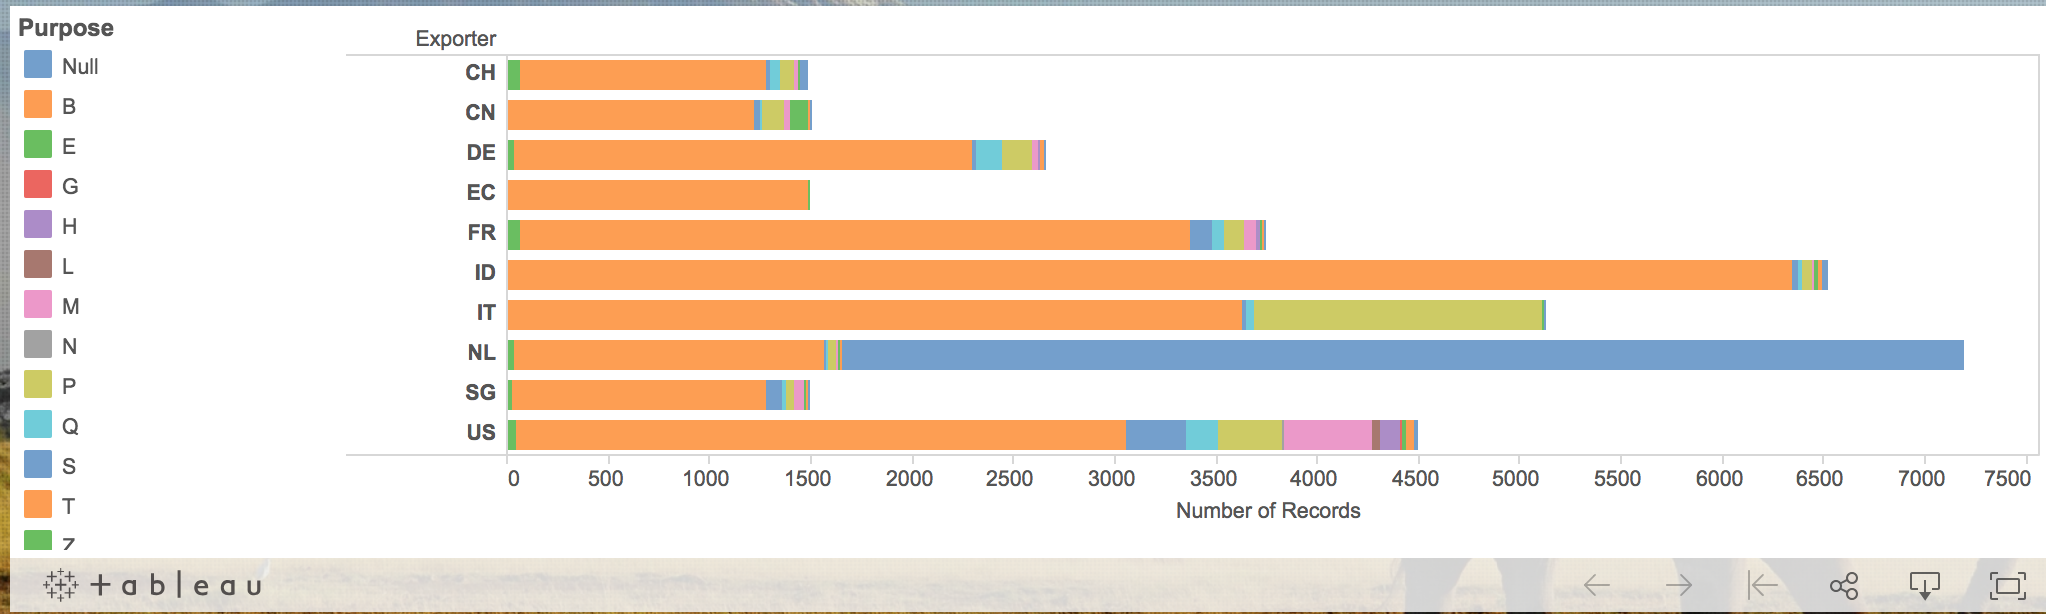 Purpose
Null
B
E
G
H
L
M
N
P
Q
S
T
Z
Exporter
CH
CN
DE
EC
FR
ID
IT
NL
SG
US
0 500 1000 1500 2000 2500 3000 3500 4000 4500 5000 5500 6000 6500 7000 7500
Number of Records
+ a b l e a u